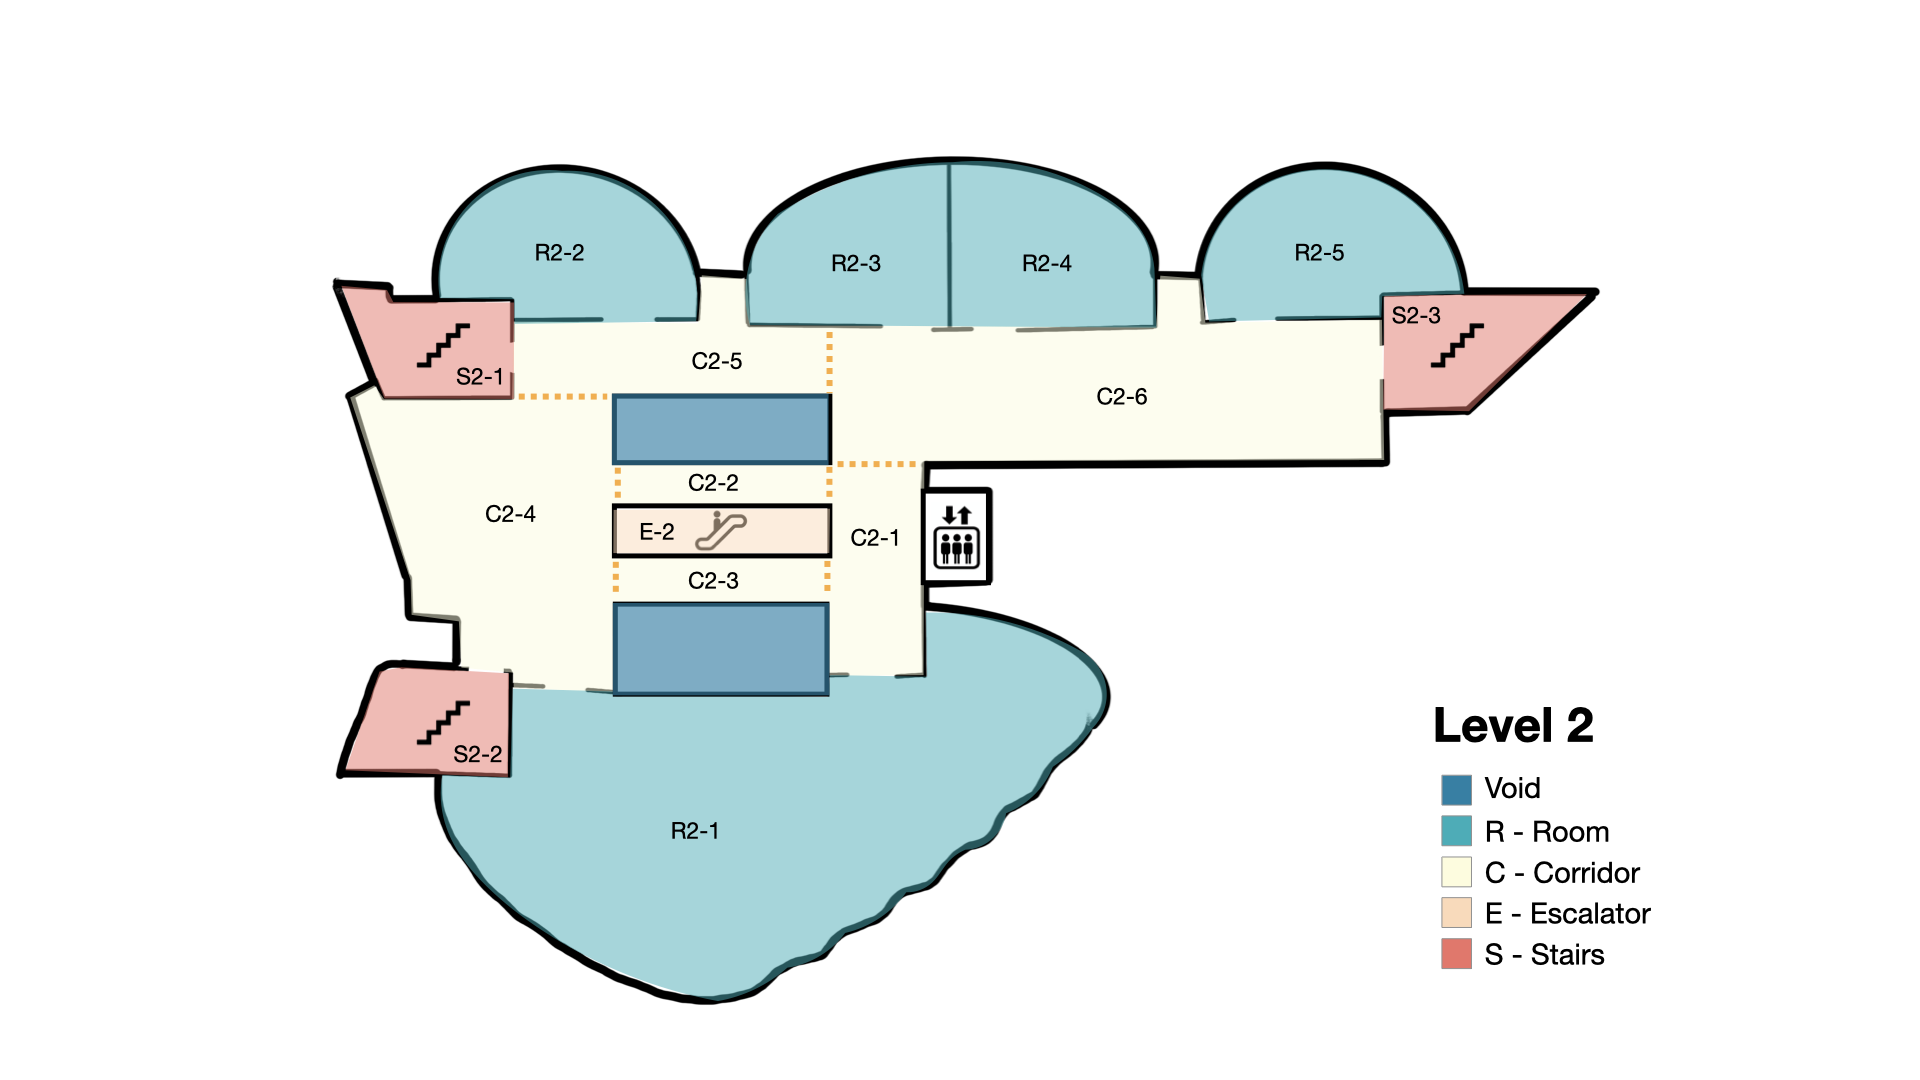 R2-2
R2-3
R2-4
R2-5
S2-3
S2-1
C2-5
C2-6
C2-2
C2-4
E-2
C2-1
C2-3
S2-2
R2-1
Level 2
Void
R - Room
C - Corridor
E - Escalator
S - Stairs